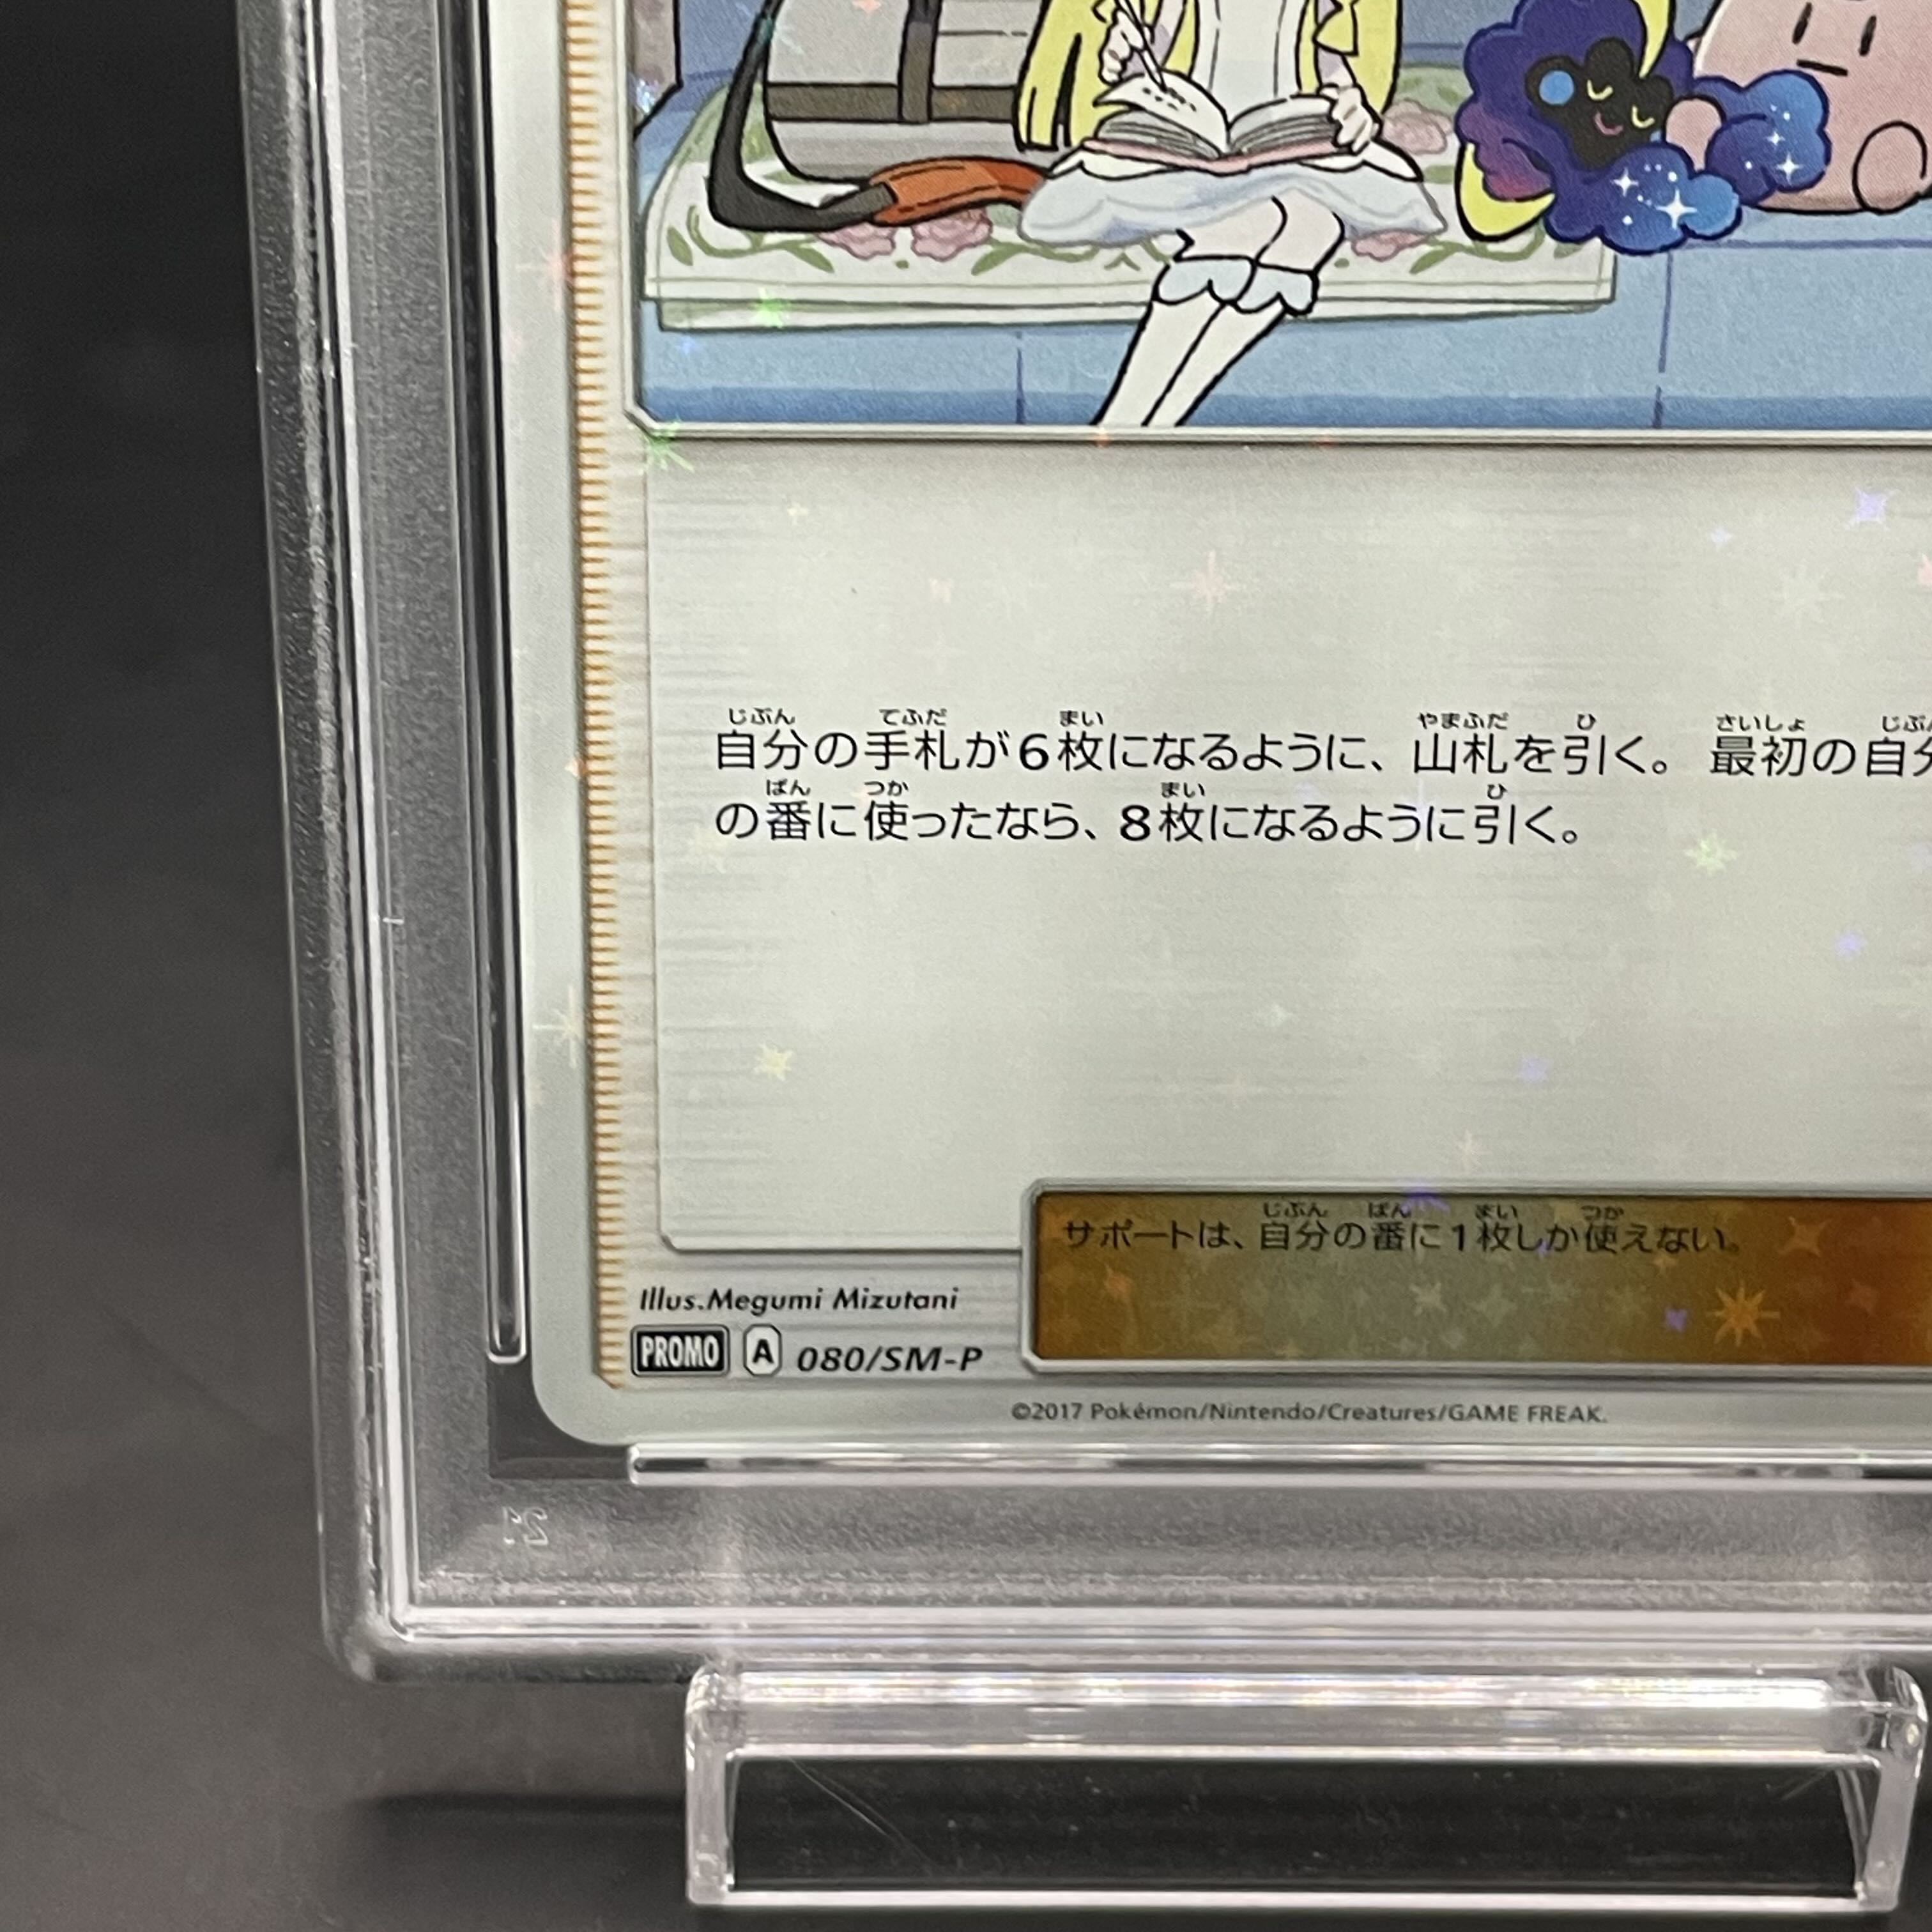 自分の手札が6枚になるように、山札を引く。最初の自分
の番に使ったなら、8枚になるように引く。
サポートは、自分の番に1枚しか使えない。
Illus.Megumi Mizutani
PROMO A 080/SM-P
©2017 Pokémon/Nintendo/Creatures/GAME FREAK.
21